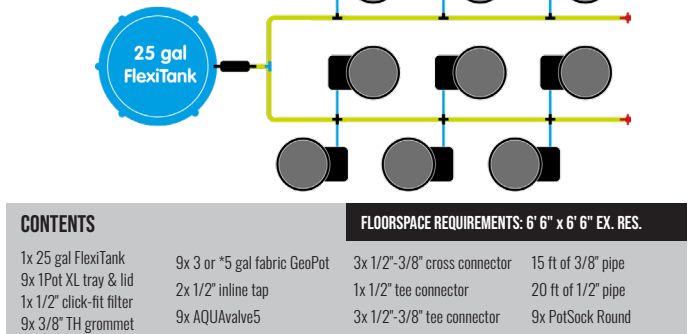 25 gal
FlexiTank
CONTENTS
1x 25 gal FlexiTank
9x 1Pot XL tray & lid
1x 1/2" click-fit filter
9x 3/8" TH grommet
9x 3 or *5 gal fabric GeoPot
2x 1/2" inline tap
9x AQUAvalve5
FLOORSPACE REQUIREMENTS: 6' 6" x 6' 6" EX. RES.
3x 1/2"-3/8" cross connector
1x 1/2" tee connector
3x 1/2"-3/8" tee connector
15 ft of 3/8" pipe
20 ft of 1/2" pipe
9x PotSock Round